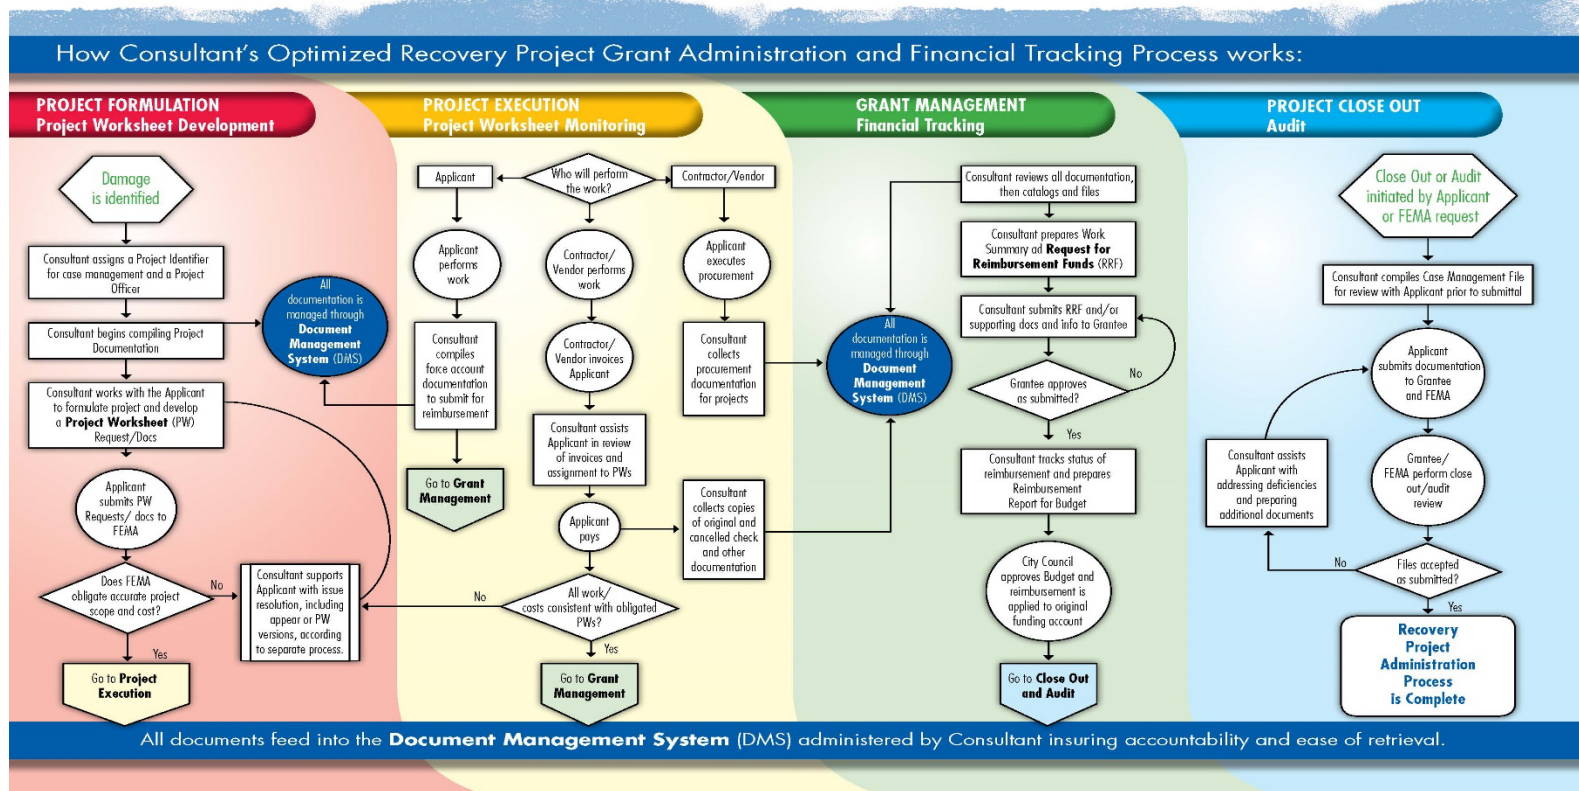 How Consultant's Optimized Recovery Project Grant Administration and Financial Tracking Process works:
PROJECT FORMULATION
Project Worksheet Development
Damage
is identified
Consultant assigns a Project Identifier
for case management and a Project
Officer
Consultant begins compiling Project
Documentation
All
documentation is
managed through
Document
Management
System (DMS)
Consultant works with the Applicant
to formulate project and develop
a Project Worksheet (PW)
Request/Docs
Applicant
submits PW
Requests/ docs to
FEMA
Does FEMA
obligate accurate project
scope and cost?
No
Consultant supports
Applicant with issue
resolution, including
appear or PW
versions, according
to separate process.
Yes
Go to Project
Execution
PROJECT EXECUTION
Project Worksheet Monitoring
Applicant
Who will perform
the work?
Contractor/Vendor
Applicant
performs
work
Contractor/
Vendor performs
work
Applicant
executes
procurement
Consultant
compiles
force account
documentation
to submit for
reimbursement
Contractor/
Vendor invoices
Applicant
Consultant
collects
procurement
documentation
for projects
Go to Grant
Management
Consultant assists
Applicant in review
of invoices and
assignment to PWs
Applicant
pays
Consultant
collects copies
of original and
cancelled check
and other
documentation
No
All work/
costs consistent with obligated
PWs?
Yes
Go to Grant
Management
GRANT MANAGEMENT
Financial Tracking
Consultant reviews all documentation,
then catalogs and files
Consultant prepares Work
Summary ad Request for
Reimbursement Funds (RRF)
All
documentation is
managed through
Document
Management
System (DMS)
Consultant submits RRF and/or
supporting docs and info to Grantee
Grantee approves
as submitted?
No
Yes
Consultant tracks status of
reimbursement and prepares
Reimbursement
Report for Budget
City Council
approves Budget and
reimbursement is
applied to original
funding account
Go to Close Out
and Audit
PROJECT CLOSE OUT
Audit
Close Out or Audit
initiated by Applicant
or FEMA request
Consultant compiles Case Management File
for review with Applicant prior to submittal
Applicant
submits documentation
to Grantee
and FEMA
Consultant assists
Applicant with
addressing deficiencies
and preparing
additional documents
Grantee/
FEMA perform close
out/audit
review
No
Files accepted
as submitted?
Yes
Recovery
Project
Administration
Process
is Complete
All documents feed into the Document Management System (DMS) administered by Consultant insuring accountability and ease of retrieval.